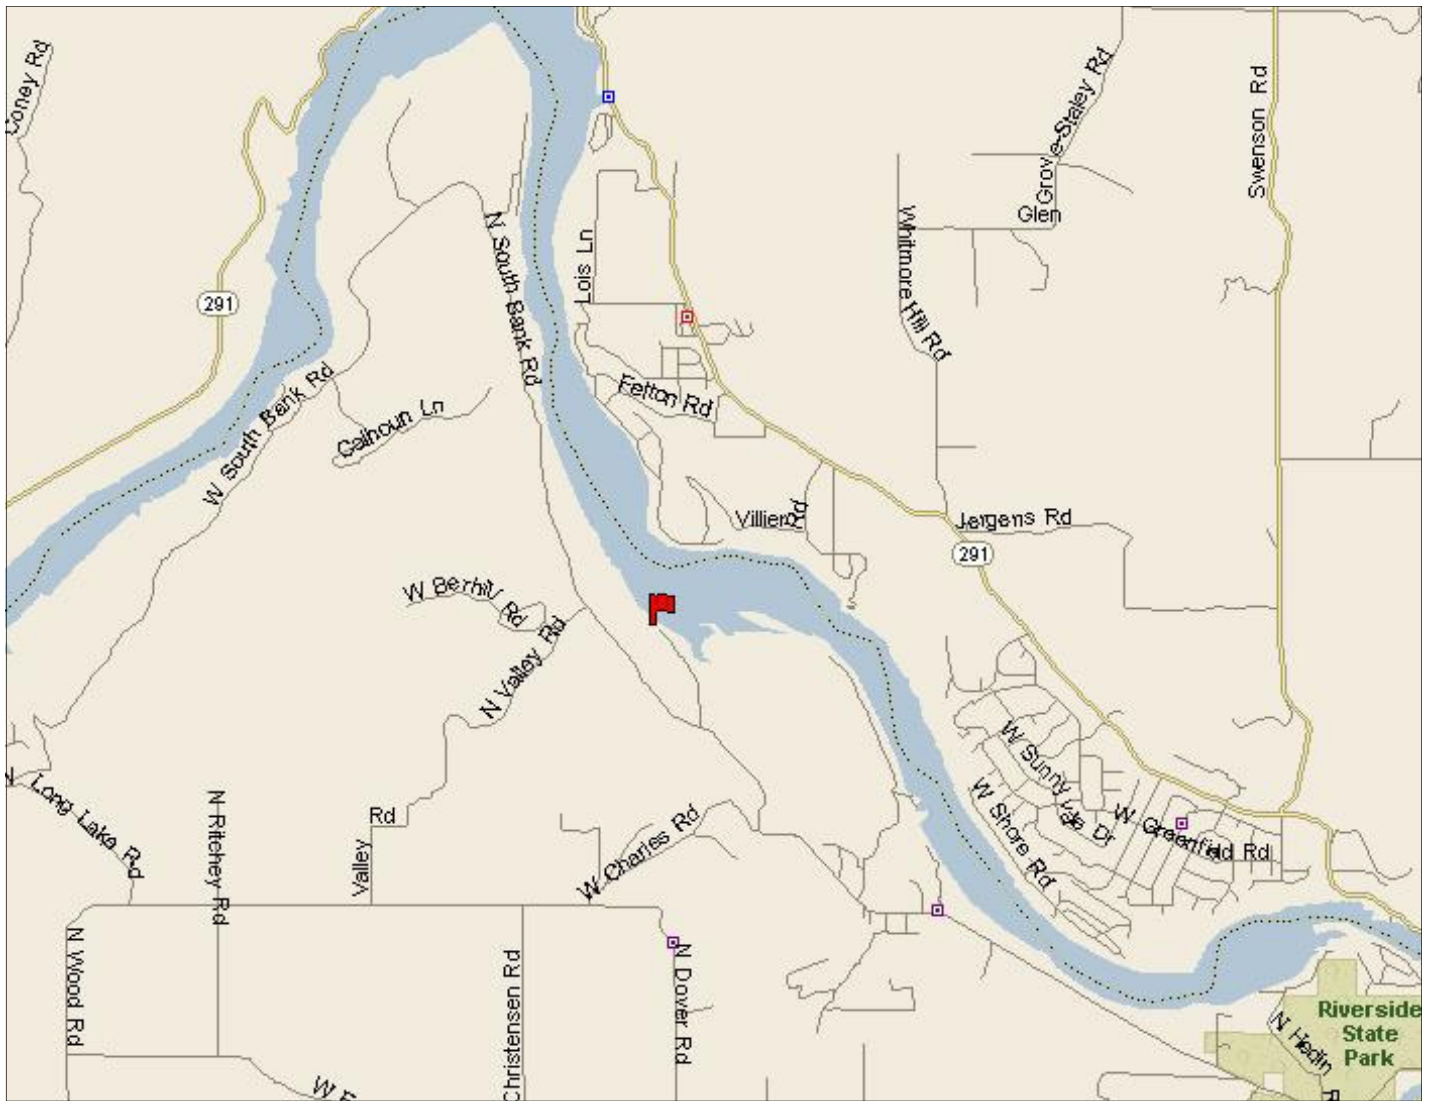 Coney Rd
Grove-Staley Rd
Swenson Rd
Glen
N South Bank Rd
Lois Ln
Whitmore Hill Rd
291
W South Bank Rd
Calhoun Ln
Felton Rd
Villier Rd
Jergens Rd
291
W Berhill Rd
N Valley Rd
N Long Lake Rd
N Ritchey Rd
Valley Rd
W Charles Rd
W Sunny Vale Dr
W Shore Rd
W Greenfield Rd
N Wood Rd
Christensen Rd
N Dover Rd
Riverside
State
Park
N Hedin R
W